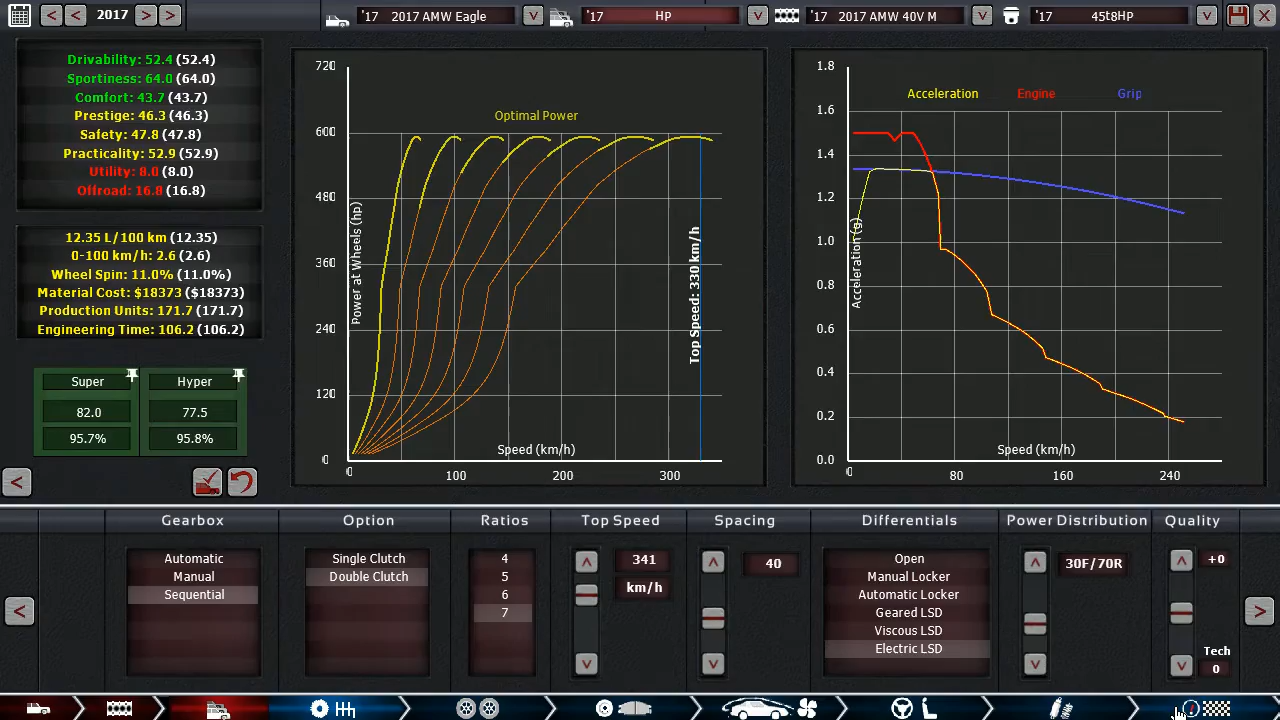 2017
'17 2017 AMW Eagle
'17 HP
'17 2017 AMW 40V M
'17 45t8HP
Drivability: 52.4 (52.4)
Sportiness: 64.0 (64.0)
Comfort: 43.7 (43.7)
Prestige: 46.3 (46.3)
Safety: 47.8 (47.8)
Practicality: 52.9 (52.9)
Utility: 8.0 (8.0)
Offroad: 16.8 (16.8)
12.35 L/100 km (12.35)
0-100 km/h: 2.6 (2.6)
Wheel Spin: 11.0% (11.0%)
Material Cost: $18373 ($18373)
Production Units: 171.7 (171.7)
Engineering Time: 106.2 (106.2)
Super Hyper
82.0 77.5
95.7% 95.8%
720
600
480
360
240
120
0
Power at Wheels (hp)
Optimal Power
Top Speed: 330 km/h
Speed (km/h)
0 100 200 300
1.8
1.6
1.4
1.2
1.0
0.8
0.6
0.4
0.2
0.0
Acceleration (g)
Acceleration Engine Grip
Speed (km/h)
0 80 160 240
Gearbox
Automatic
Manual
Sequential
Option
Single Clutch
Double Clutch
Ratios
4
5
6
7
Top Speed
341
km/h
Spacing
40
Differentials
Open
Manual Locker
Automatic Locker
Geared LSD
Viscous LSD
Electric LSD
Power Distribution
30F/70R
Quality
+0
Tech
0